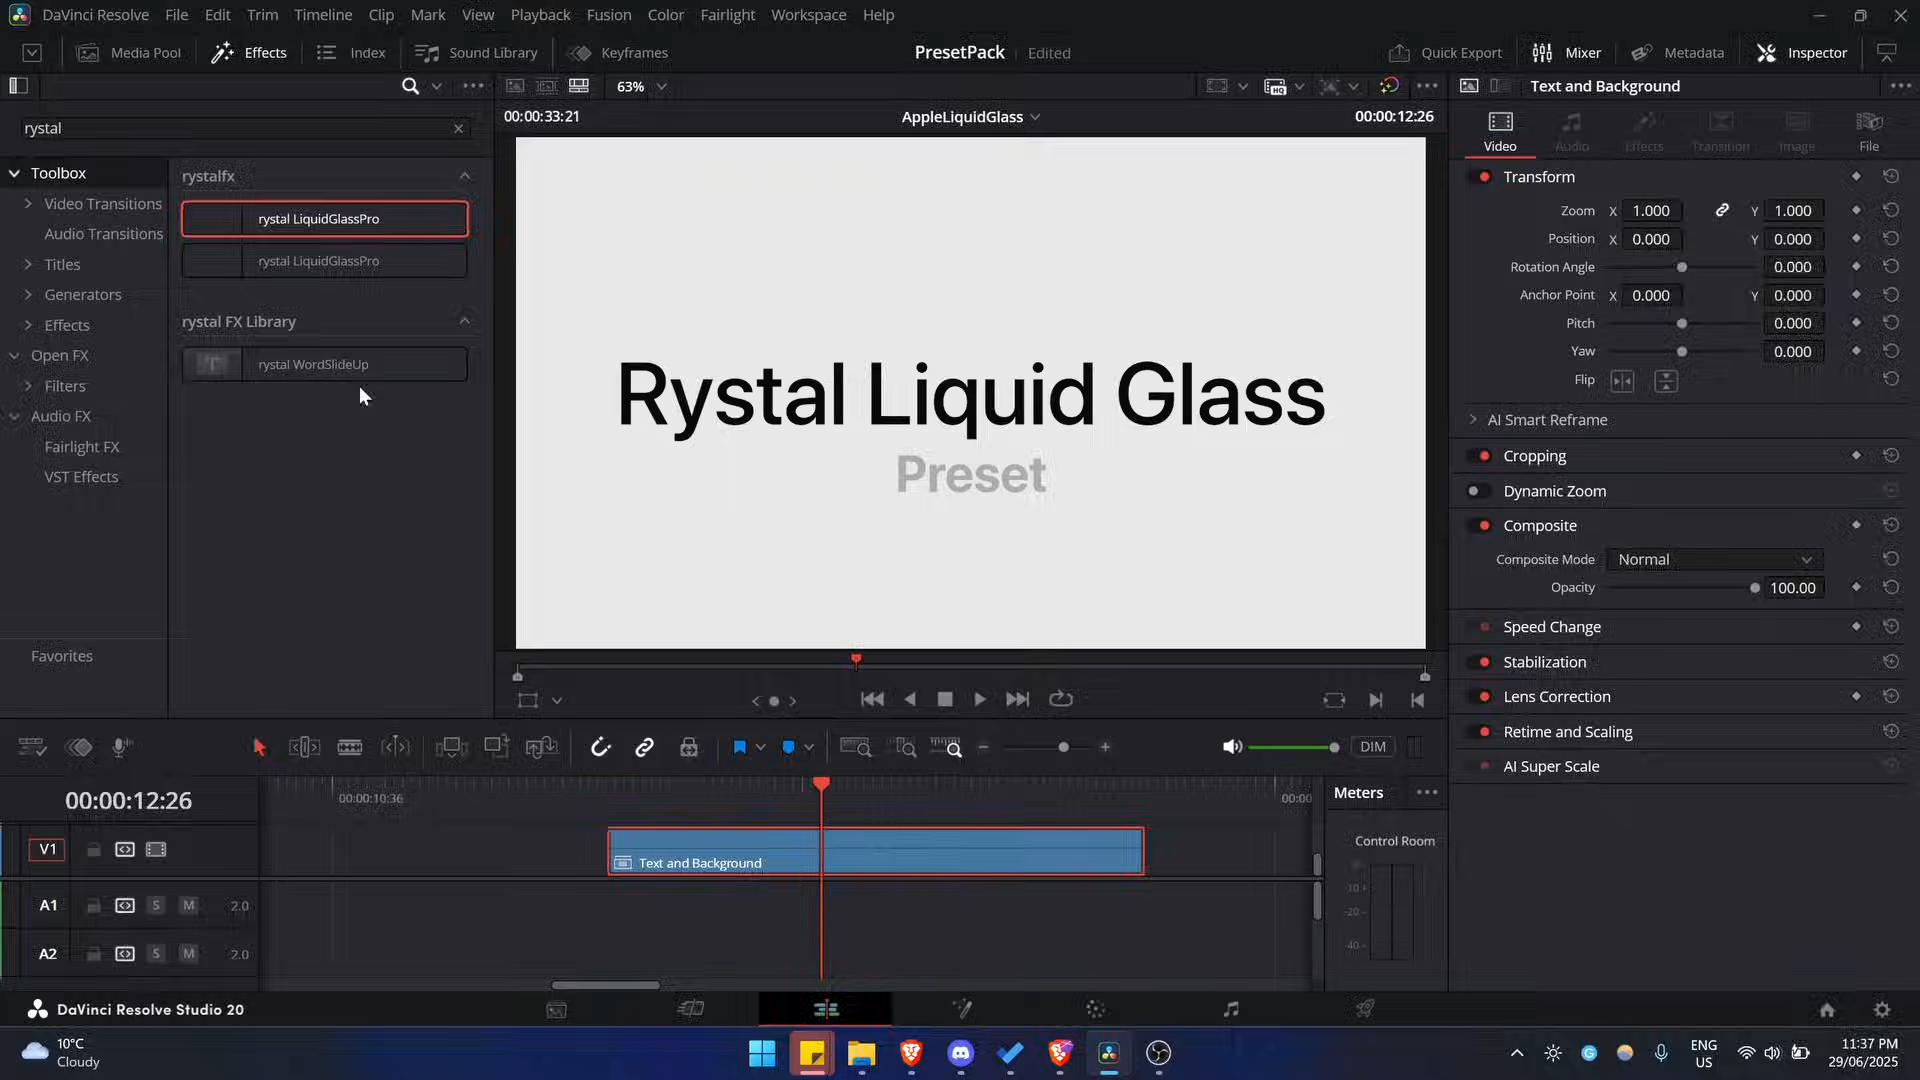 DaVinci Resolve File Edit Trim Timeline Clip Mark View Playback Fusion Color Fairlight Workspace Help
Media Pool Effects Index Sound Library Keyframes PresetPack Edited Quick Export Mixer Metadata Inspector
63% Text and Background
00:00:33:21 AppleLiquidGlass 00:00:12:26
rystal
Video Audio Effects Transition Image File
Toolbox
Video Transitions
Audio Transitions
Titles
Generators
Effects
Open FX
Filters
Audio FX
Fairlight FX
VST Effects
Favorites
rystalfx
rystal LiquidGlassPro
rystal LiquidGlassPro
rystal FX Library
rystal WordSlideUp
Rystal Liquid Glass
Preset
Transform
Zoom X 1.000 Y 1.000
Position X 0.000 Y 0.000
Rotation Angle 0.000
Anchor Point X 0.000 Y 0.000
Pitch 0.000
Yaw 0.000
Flip
AI Smart Reframe
Cropping
Dynamic Zoom
Composite
Composite Mode Normal
Opacity 100.00
Speed Change
Stabilization
Lens Correction
Retime and Scaling
AI Super Scale
DIM
00:00:12:26 00:00:10:36 00:00 Meters
Control Room
V1 Text and Background
A1 S M 2.0
A2 S M 2.0
0
-10
-20
-40
DaVinci Resolve Studio 20
10°C
Cloudy
ENG
US
11:37 PM
29/06/2025